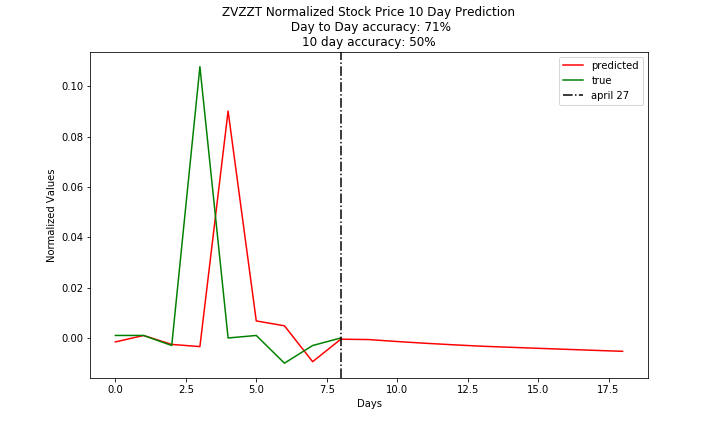 ZVZZT Normalized Stock Price 10 Day Prediction
Day to Day accuracy: 71%
10 day accuracy: 50%
predicted
true
april 27
0.10
0.08
0.06
0.04
0.02
0.00
Normalized Values
0.0 2.5 5.0 7.5 10.0 12.5 15.0 17.5
Days